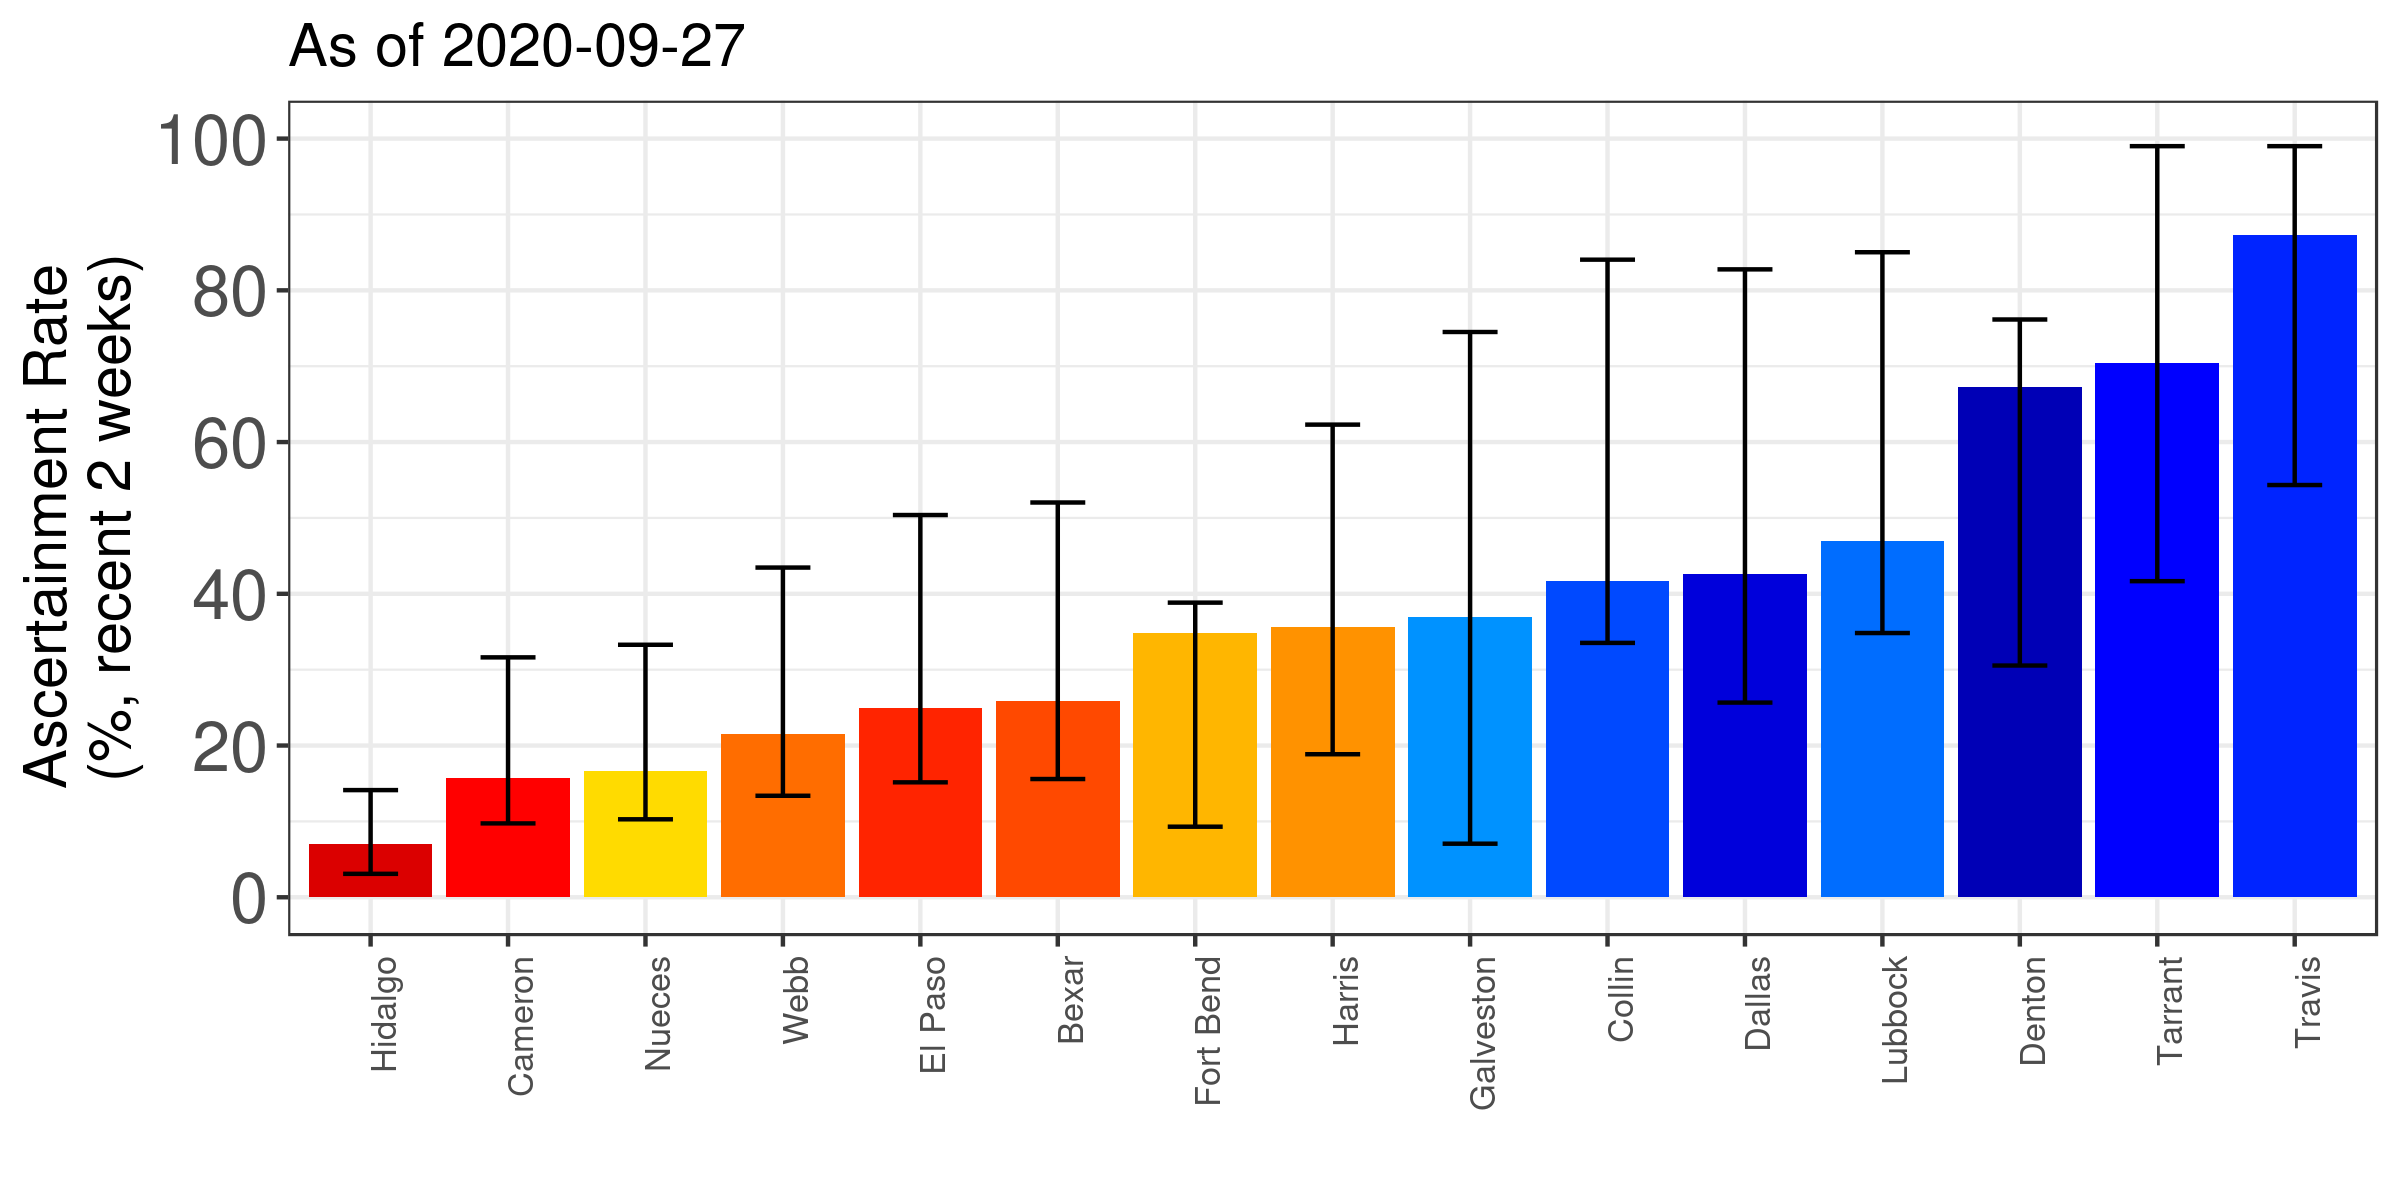 As of 2020-09-27
Ascertainment Rate
(%, recent 2 weeks)
100
80
60
40
20
0
Hidalgo
Cameron
Nueces
Webb
El Paso
Bexar
Fort Bend
Harris
Galveston
Collin
Dallas
Lubbock
Denton
Tarrant
Travis